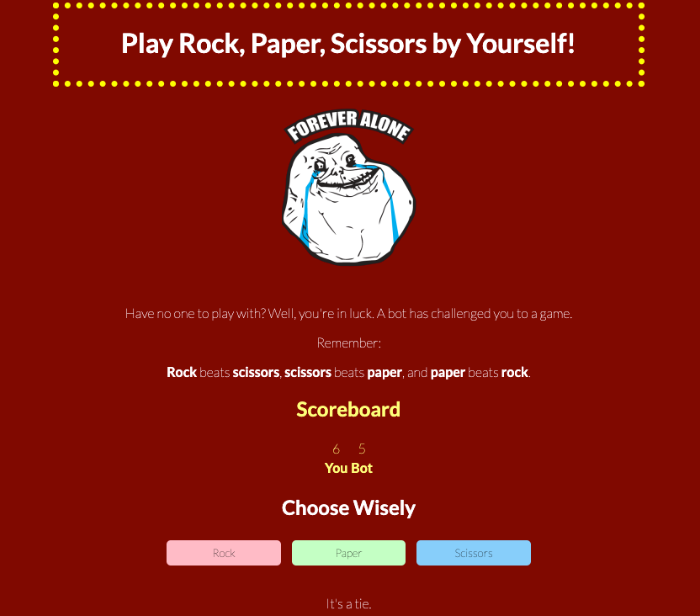 Play Rock, Paper, Scissors by Yourself!
FOREVER ALONE
Have no one to play with? Well, you're in luck. A bot has challenged you to a game.
Remember:
Rock beats scissors, scissors beats paper, and paper beats rock.
Scoreboard
6 5
You Bot
Choose Wisely
Rock Paper Scissors
It's a tie.